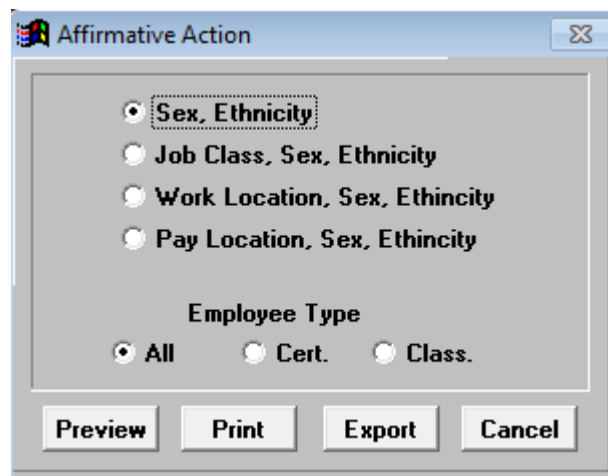 Affirmative Action
Sex, Ethnicity
Job Class, Sex, Ethnicity
Work Location, Sex, Ethincity
Pay Location, Sex, Ethincity
Employee Type
All Cert. Class.
Preview Print Export Cancel